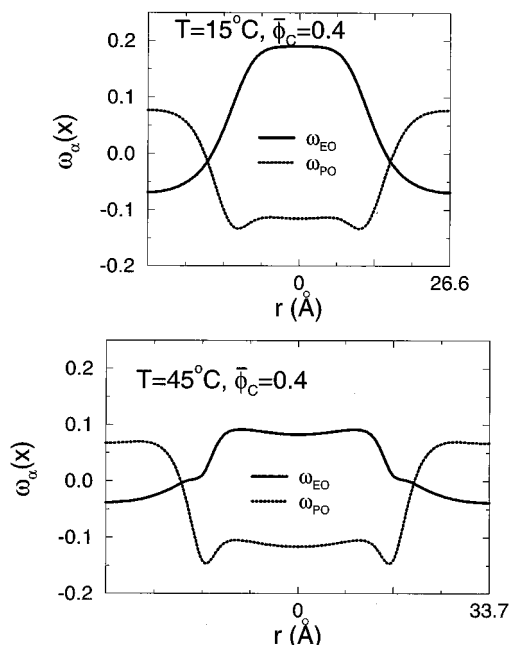 T=15°C, ϕ̄C=0.4
0.2
0.1
0.0
-0.1
-0.2
ωα(x)
ωEO
ωPO
0
26.6
r (Å)
T=45°C, ϕ̄C=0.4
0.2
0.1
0.0
-0.1
-0.2
ωα(x)
ωEO
ωPO
0
33.7
r (Å)